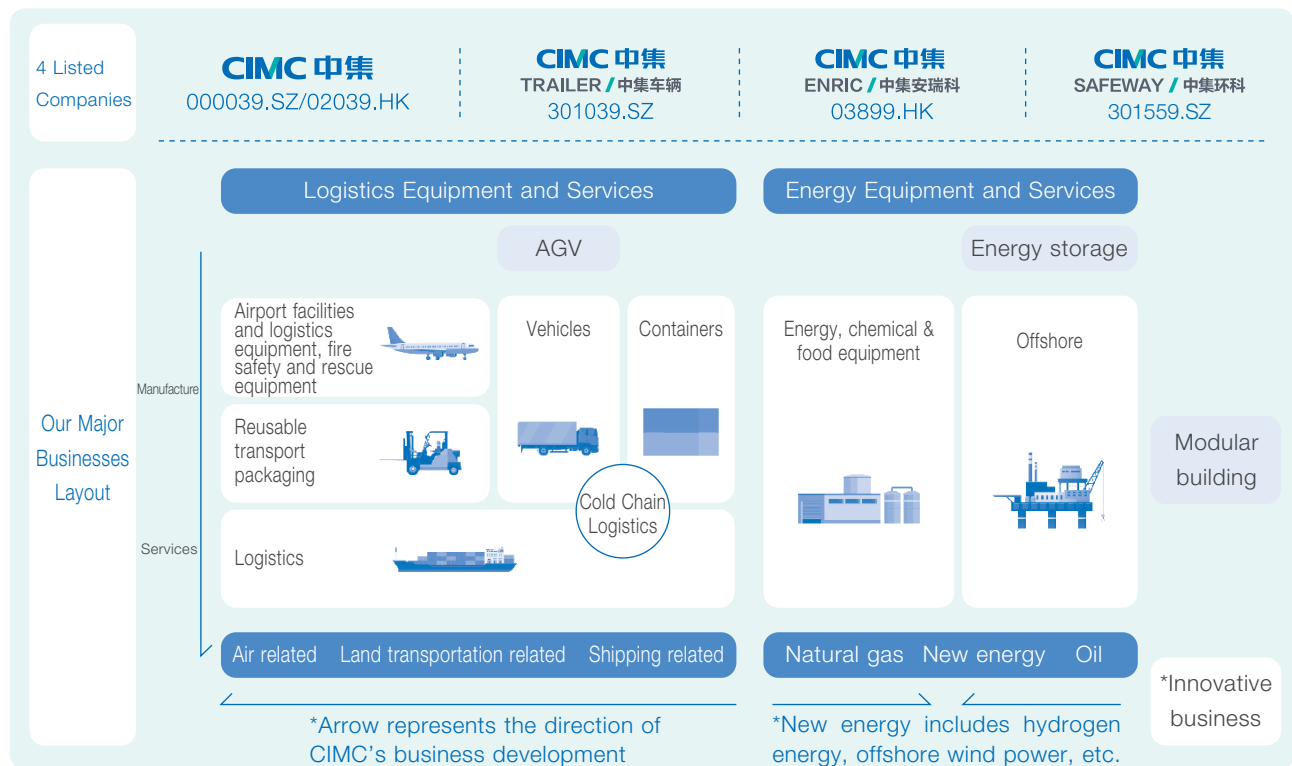 4 Listed
Companies
CIMC 中集
000039.SZ/02039.HK
CIMC 中集
TRAILER / 中集车辆
301039.SZ
CIMC 中集
ENRIC / 中集安瑞科
03899.HK
CIMC 中集
SAFEWAY / 中集环科
301559.SZ
Our Major
Businesses
Layout
Manufacture
Services
Logistics Equipment and Services
AGV
Airport facilities
and logistics
equipment, fire
safety and rescue
equipment
Vehicles
Containers
Reusable
transport
packaging
Cold Chain
Logistics
Logistics
Air related
Land transportation related
Shipping related
*Arrow represents the direction of
CIMC's business development
Energy Equipment and Services
Energy storage
Energy, chemical &
food equipment
Offshore
Natural gas
New energy
Oil
*New energy includes hydrogen
energy, offshore wind power, etc.
Modular
building
*Innovative
business